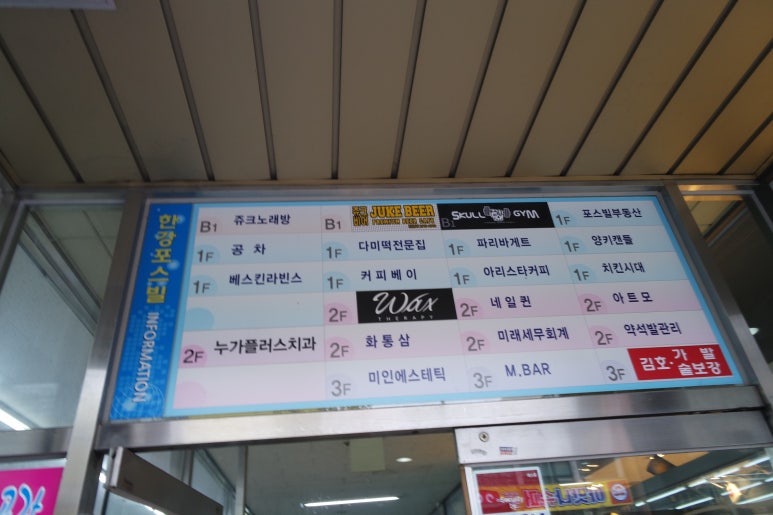 한강포스빌 INFORMATION
B1 쥬크노래방
B1 JUKE BEER
B1 SKULL GYM
1F 포스빌부동산
1F 공차
1F 다미떡전문집
1F 파리바게트
1F 양키캔들
1F 베스킨라빈스
1F 커피베이
1F 아리스타커피
1F 치킨시대
2F Wax THERAPY
2F 네일퀸
2F 아트모
2F 누가플러스치과
2F 화통삼
2F 미래세무회계
2F 약석발관리
3F 미인에스테틱
3F M.BAR
3F 김호·가발술보강